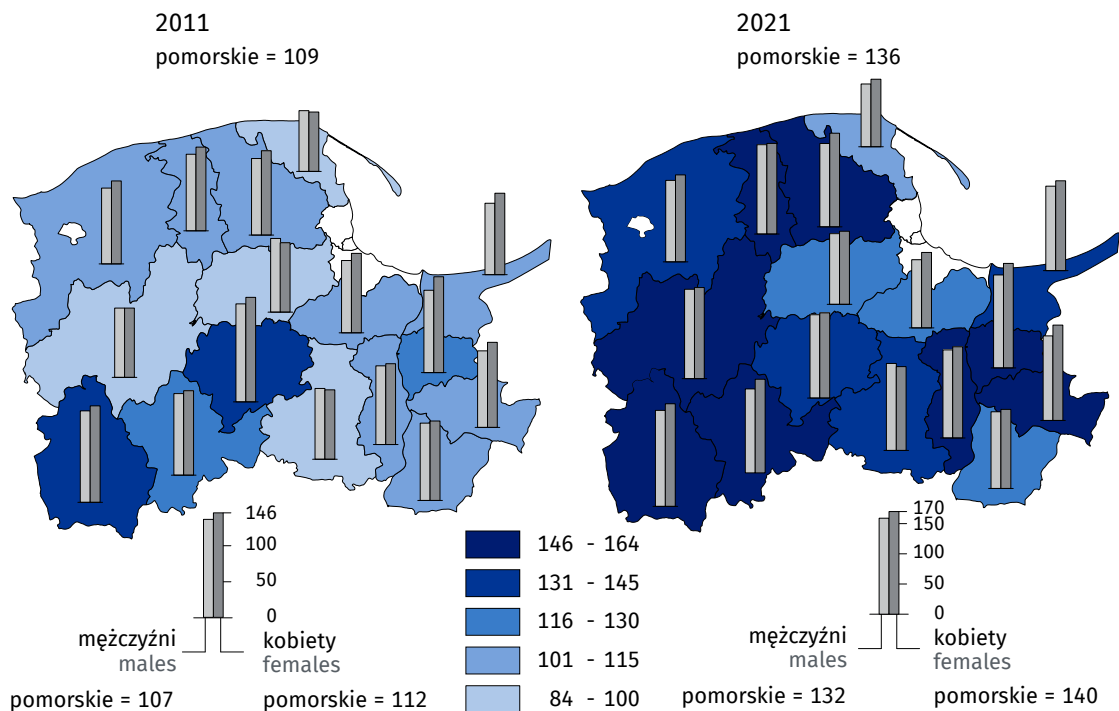 2011
pomorskie = 109
2021
pomorskie = 136
146
100
50
0
mężczyźni
males
kobiety
females
pomorskie = 107
pomorskie = 112
146 - 164
131 - 145
116 - 130
101 - 115
84 - 100
170
150
100
50
0
mężczyźni
males
kobiety
females
pomorskie = 132
pomorskie = 140